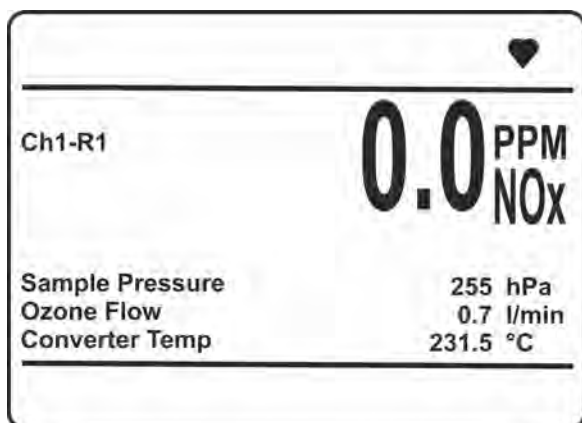 Ch1-R1
0.0 PPM
NOx
Sample Pressure 255 hPa
Ozone Flow 0.7 l/min
Converter Temp 231.5 °C